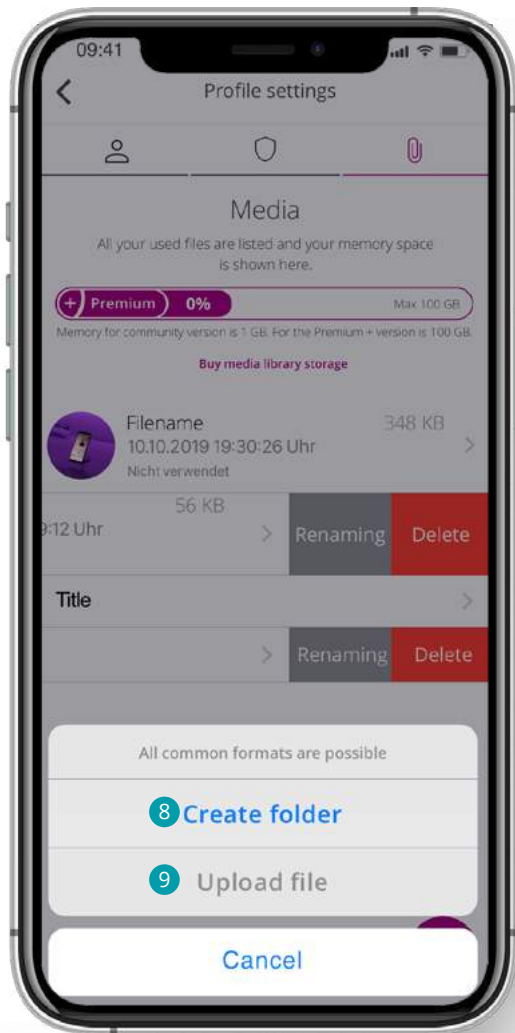 09:41
Profile settings
Media
All your used files are listed and your memory space
is shown here.
+ Premium 0% Max 100 GB
Memory for community version is 1 GB. For the Premium + version is 100 GB.
Buy media library storage
Filename 348 KB
10.10.2019 19:30:26 Uhr
Nicht verwendet
56 KB
9:12 Uhr Renaming Delete
Title
Renaming Delete
All common formats are possible
8 Create folder
9 Upload file
Cancel